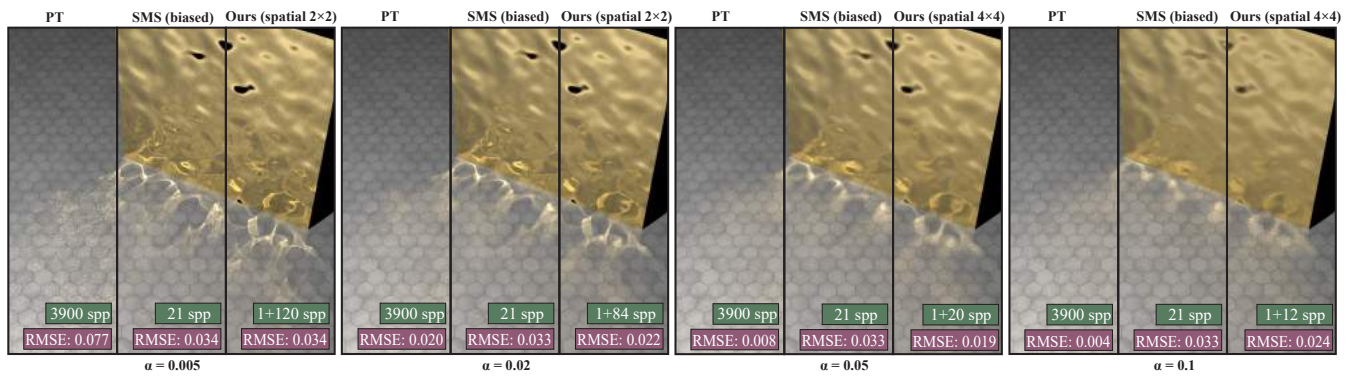 PT SMS (biased) Ours (spatial 2×2) PT SMS (biased) Ours (spatial 2×2) PT SMS (biased) Ours (spatial 4×4) PT SMS (biased) Ours (spatial 4×4)
3900 spp 21 spp 1+120 spp 3900 spp 21 spp 1+84 spp 3900 spp 21 spp 1+20 spp 3900 spp 21 spp 1+12 spp
RMSE: 0.077 RMSE: 0.034 RMSE: 0.034 RMSE: 0.020 RMSE: 0.033 RMSE: 0.022 RMSE: 0.008 RMSE: 0.033 RMSE: 0.019 RMSE: 0.004 RMSE: 0.033 RMSE: 0.024
α = 0.005 α = 0.02 α = 0.05 α = 0.1